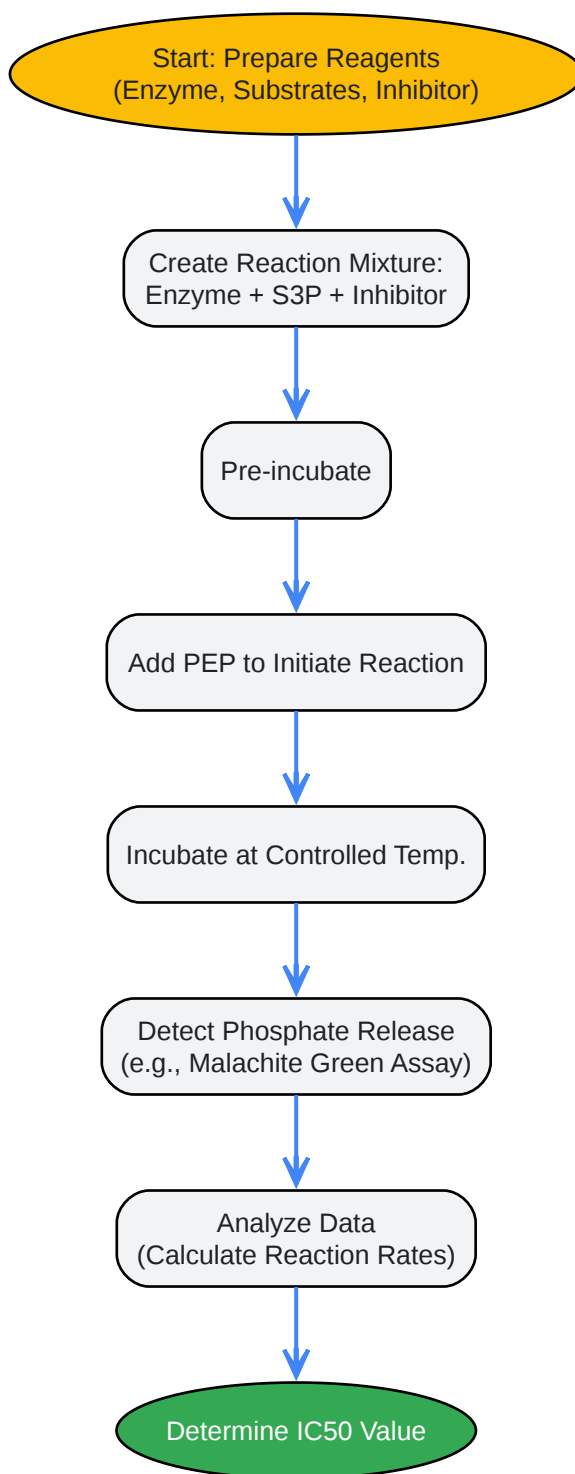 Start: Prepare Reagents
(Enzyme, Substrates, Inhibitor)
Create Reaction Mixture:
Enzyme + S3P + Inhibitor
Pre-incubate
Add PEP to Initiate Reaction
Incubate at Controlled Temp.
Detect Phosphate Release
(e.g., Malachite Green Assay)
Analyze Data
(Calculate Reaction Rates)
Determine IC50 Value